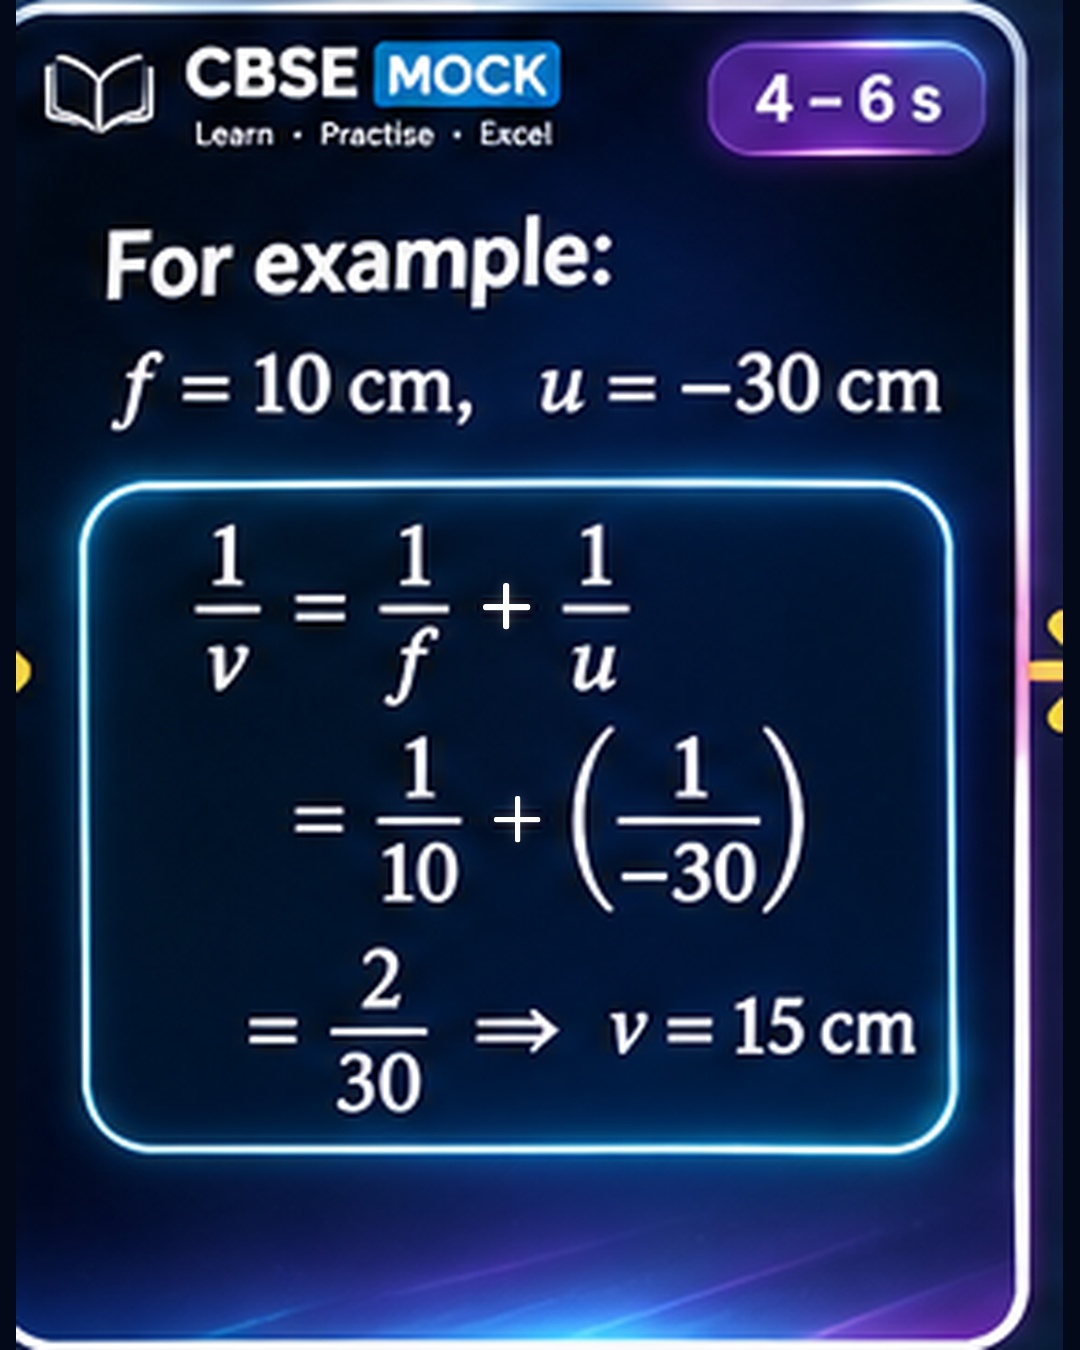 CBSE MOCK
Learn · Practise · Excel
4 – 6 s
For example:
f = 10 cm, u = –30 cm
1/v = 1/f + 1/u
= 1/10 + (1/–30)
= 2/30 ⇒ v = 15 cm